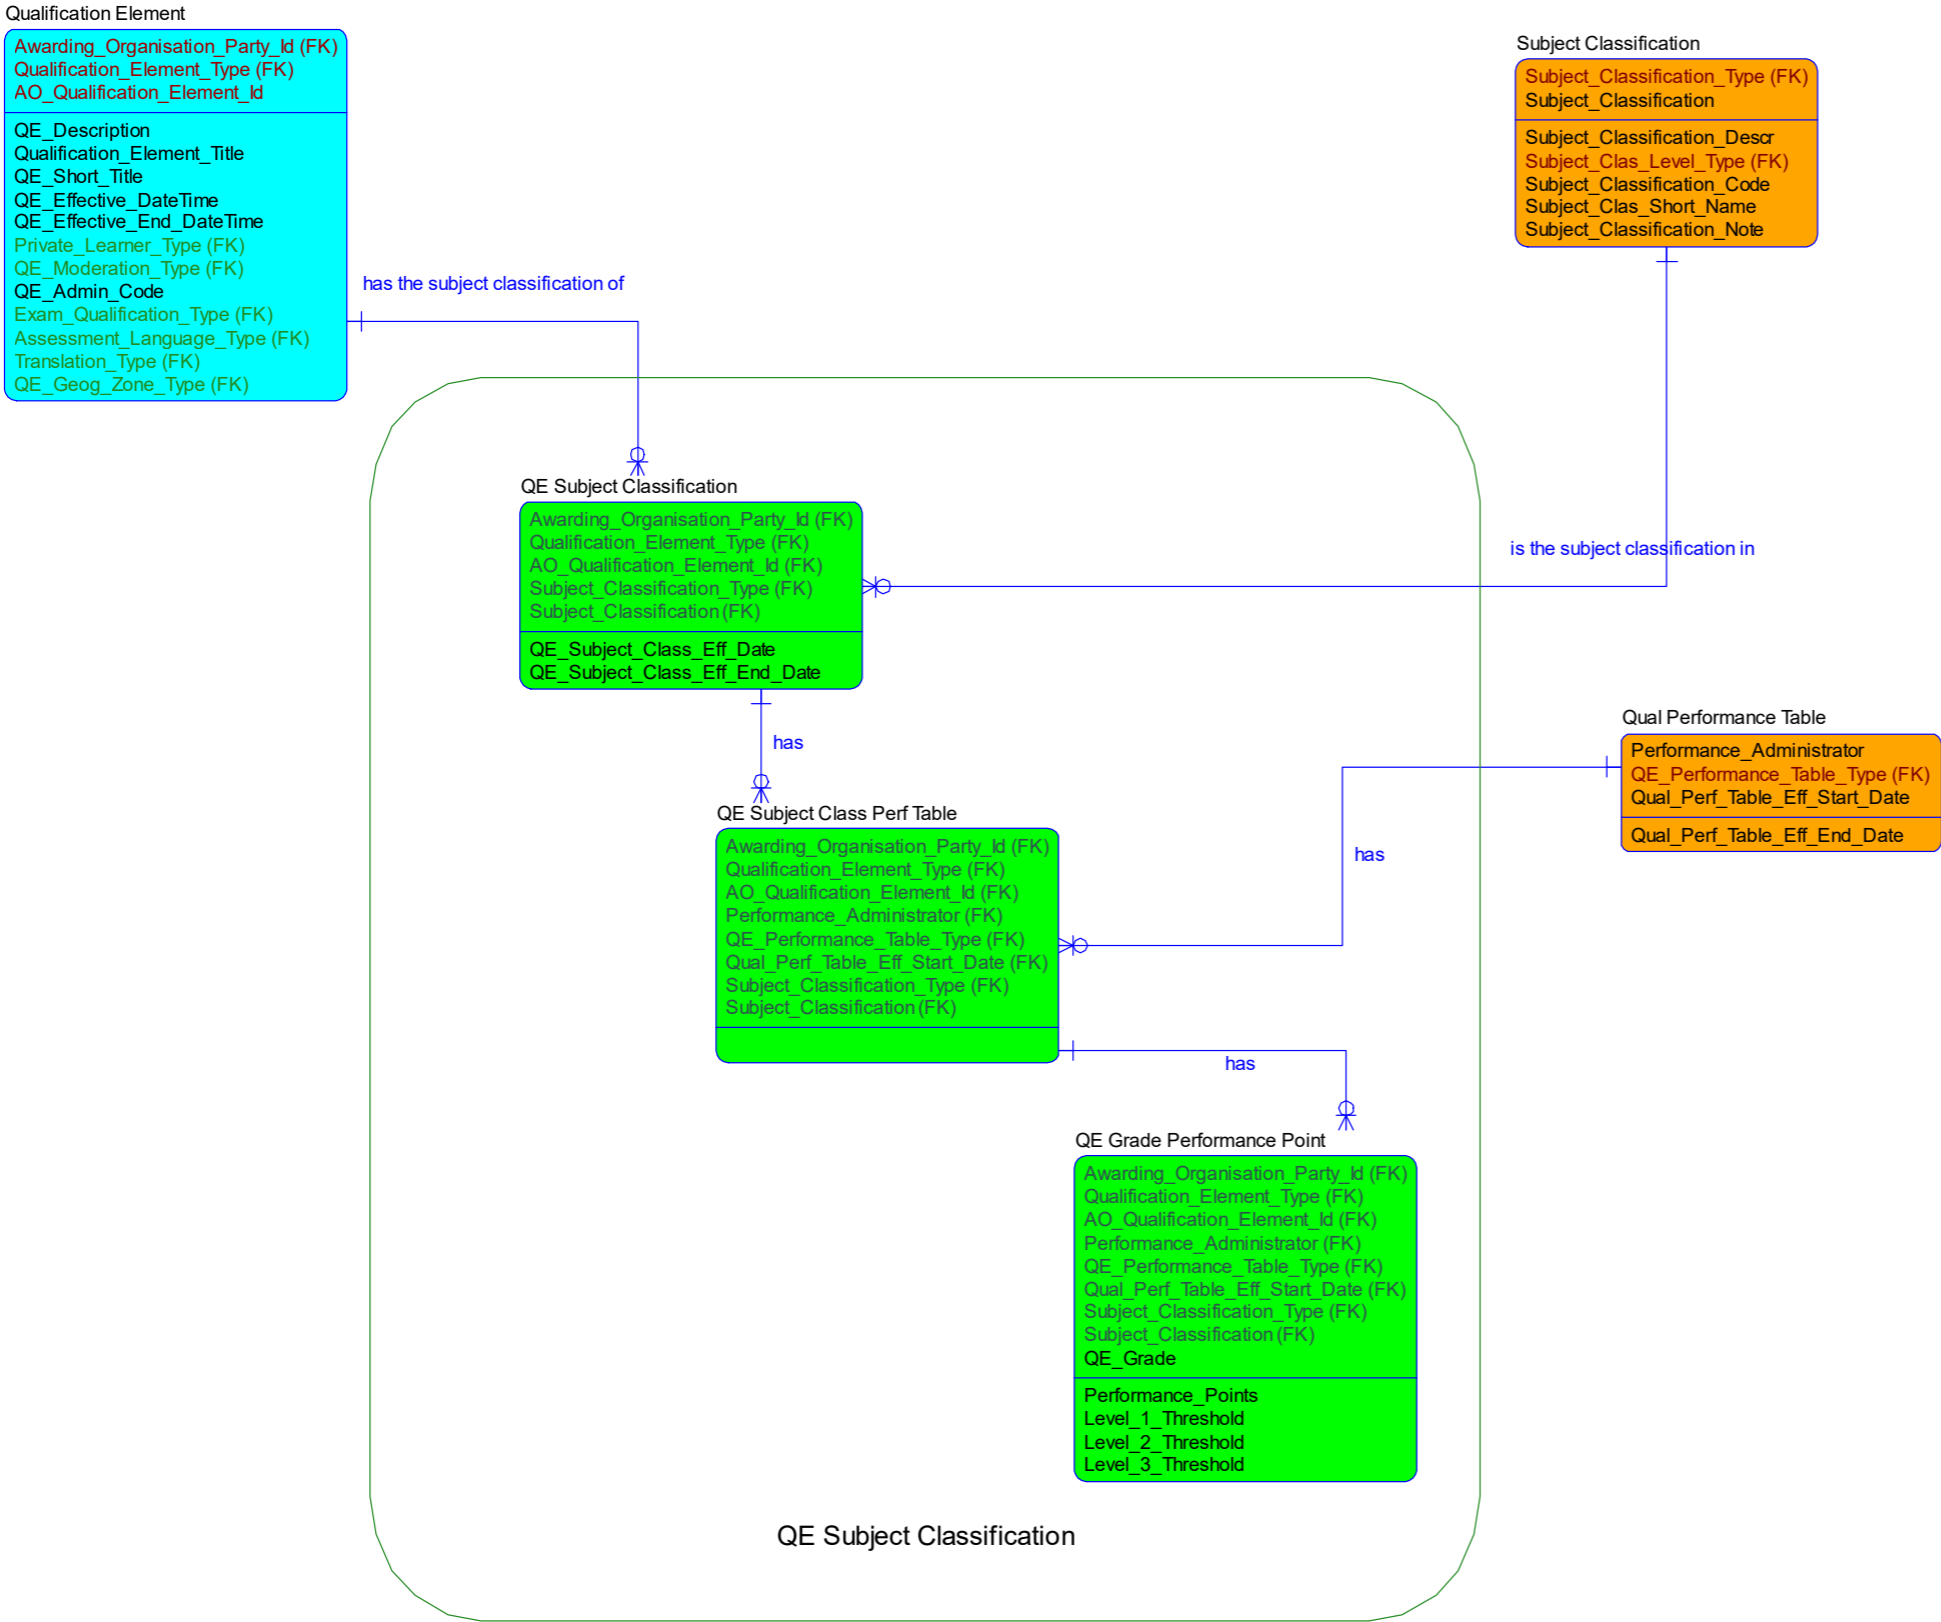 Qualification Element
Awarding_Organisation_Party_Id (FK)
Qualification_Element_Type (FK)
AO_Qualification_Element_Id
QE_Description
Qualification_Element_Title
QE_Short_Title
QE_Effective_DateTime
QE_Effective_End_DateTime
Private_Learner_Type (FK)
QE_Moderation_Type (FK)
QE_Admin_Code
Exam_Qualification_Type (FK)
Assessment_Language_Type (FK)
Translation_Type (FK)
QE_Geog_Zone_Type (FK)
Subject Classification
Subject_Classification_Type (FK)
Subject_Classification
Subject_Classification_Descr
Subject_Clas_Level_Type (FK)
Subject_Classification_Code
Subject_Clas_Short_Name
Subject_Classification_Note
has the subject classification of
QE Subject Classification
Awarding_Organisation_Party_Id (FK)
Qualification_Element_Type (FK)
AO_Qualification_Element_Id (FK)
Subject_Classification_Type (FK)
Subject_Classification (FK)
QE_Subject_Class_Eff_Date
QE_Subject_Class_Eff_End_Date
is the subject classification in
has
Qual Performance Table
Performance_Administrator
QE_Performance_Table_Type (FK)
Qual_Perf_Table_Eff_Start_Date
Qual_Perf_Table_Eff_End_Date
has
QE Subject Class Perf Table
Awarding_Organisation_Party_Id (FK)
Qualification_Element_Type (FK)
AO_Qualification_Element_Id (FK)
Performance_Administrator (FK)
QE_Performance_Table_Type (FK)
Qual_Perf_Table_Eff_Start_Date (FK)
Subject_Classification_Type (FK)
Subject_Classification (FK)
has
QE Grade Performance Point
Awarding_Organisation_Party_Id (FK)
Qualification_Element_Type (FK)
AO_Qualification_Element_Id (FK)
Performance_Administrator (FK)
QE_Performance_Table_Type (FK)
Qual_Perf_Table_Eff_Start_Date (FK)
Subject_Classification_Type (FK)
Subject_Classification (FK)
QE_Grade
Performance_Points
Level_1_Threshold
Level_2_Threshold
Level_3_Threshold
QE Subject Classification